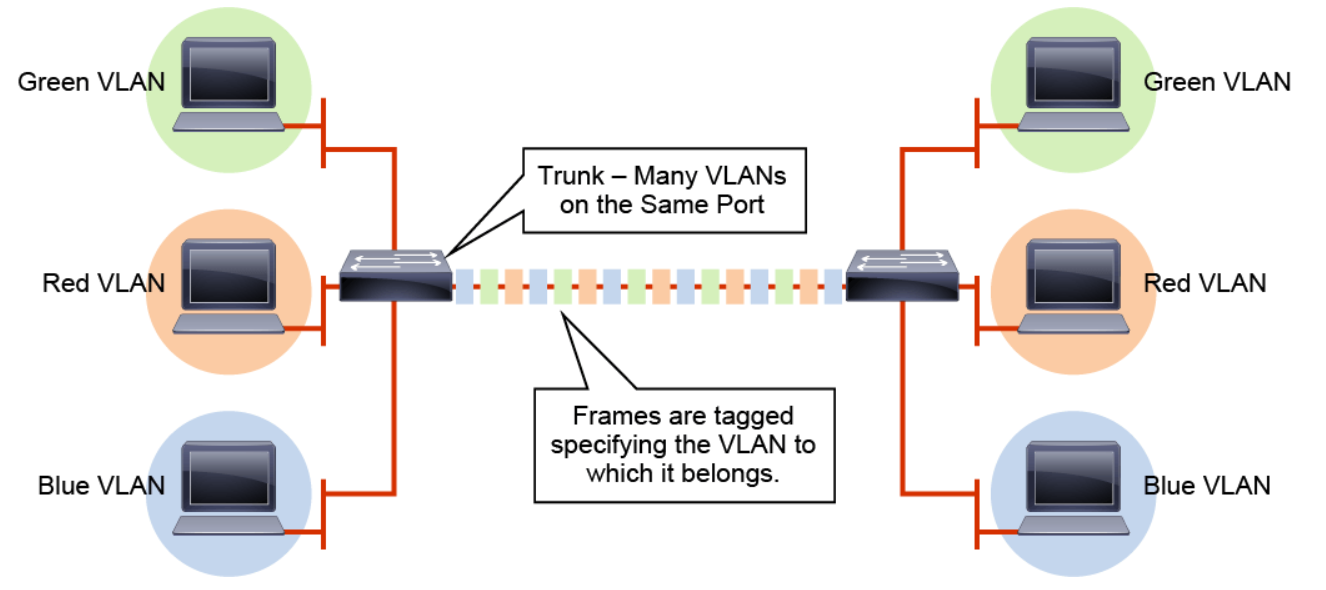 Green VLAN
Green VLAN
Trunk – Many VLANs
on the Same Port
Red VLAN
Red VLAN
Frames are tagged
specifying the VLAN to
which it belongs.
Blue VLAN
Blue VLAN